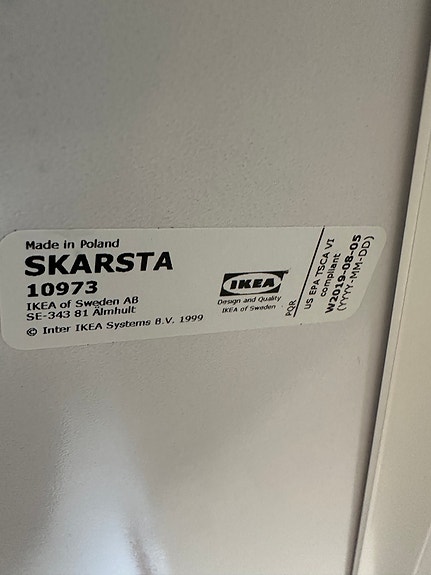 Made in Poland
SKARSTA
10973
IKEA of Sweden AB
SE-343 81 Älmhult
© Inter IKEA Systems B.V. 1999
IKEA
Design and Quality
IKEA of Sweden
PQR
US EPA TSCA VI
compliant
W2019-08-05
(YYYY-MM-DD)